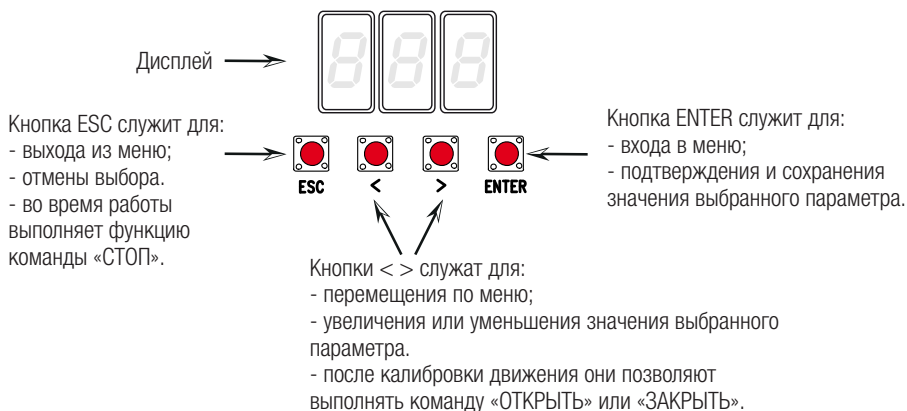 Дисплей
Кнопка ESC служит для:
- выхода из меню;
- отмены выбора.
- во время работы
выполняет функцию
команды «СТОП».
ESC
<
>
ENTER
Кнопка ENTER служит для:
- входа в меню;
- подтверждения и сохранения
значения выбранного параметра.
Кнопки < > служат для:
- перемещения по меню;
- увеличения или уменьшения значения выбранного
параметра.
- после калибровки движения они позволяют
выполнять команду «ОТКРЫТЬ» или «ЗАКРЫТЬ».